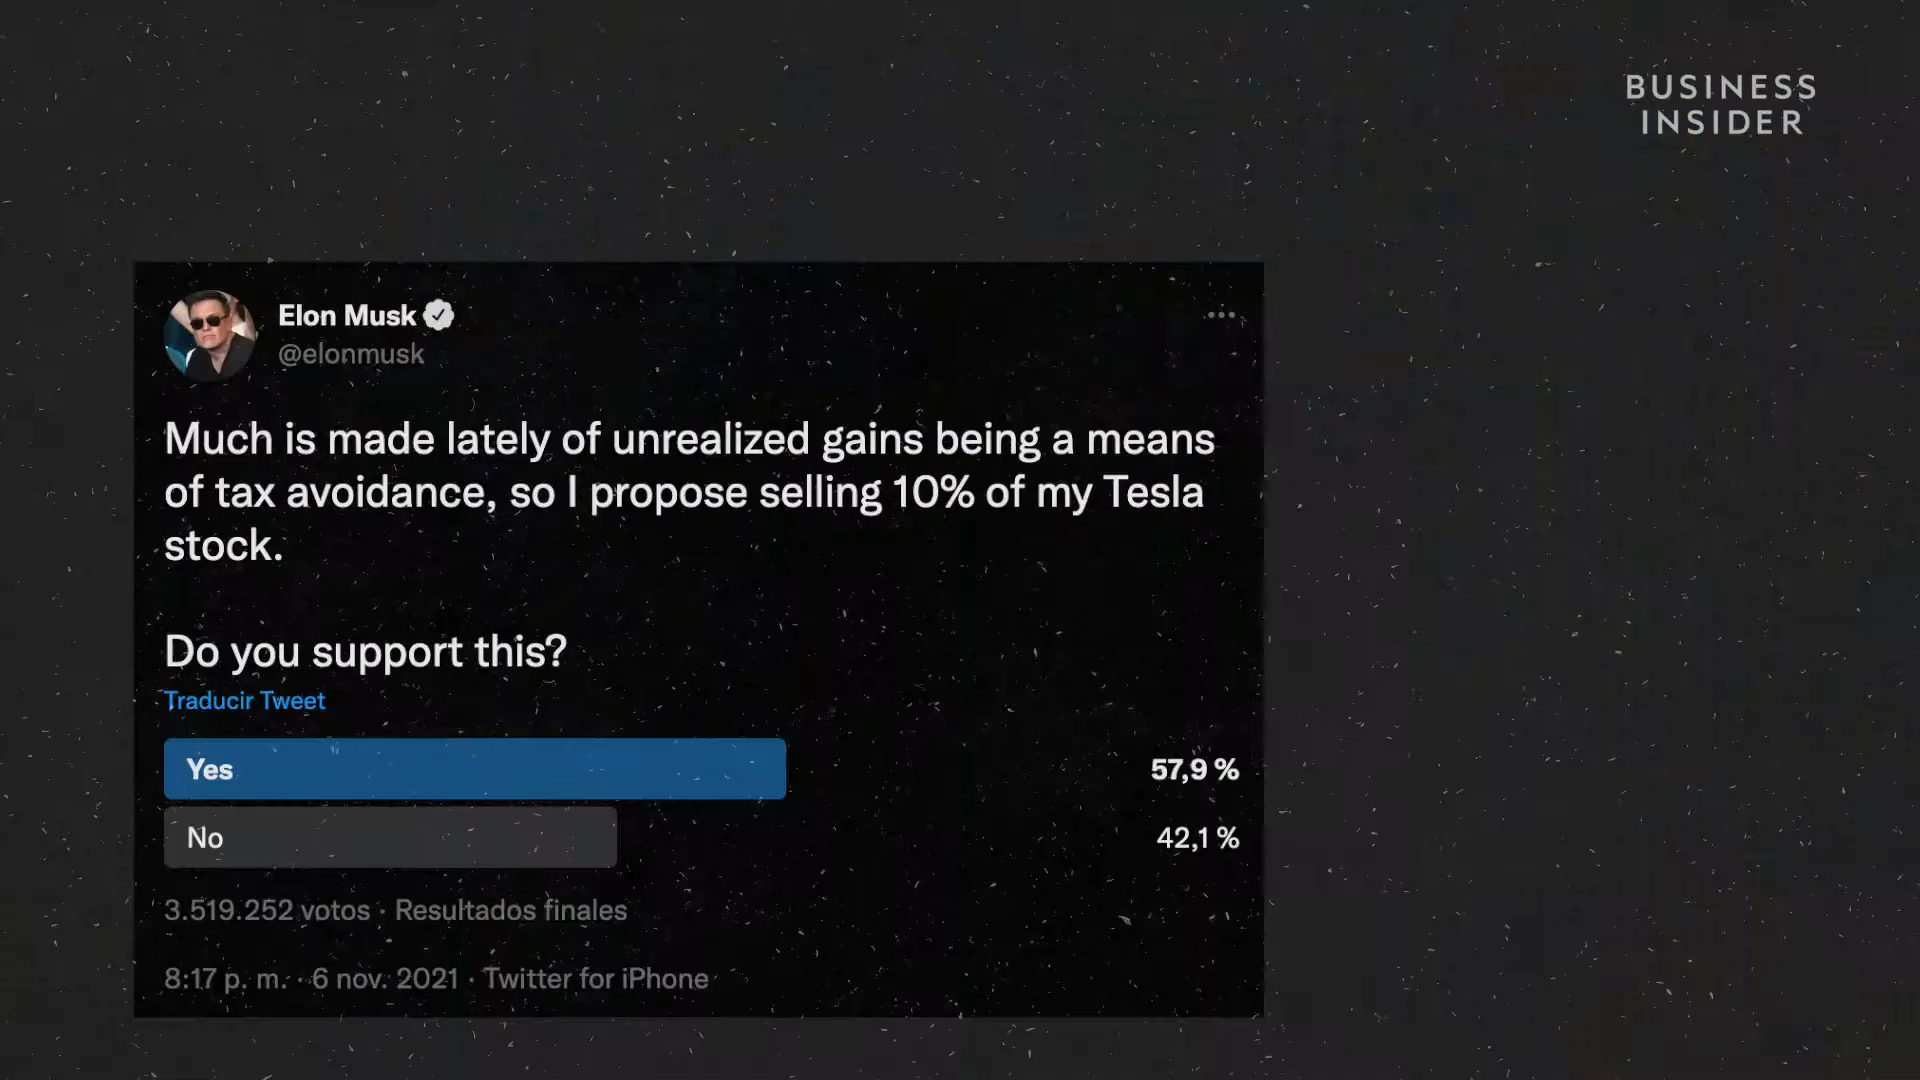 BUSINESS
INSIDER
Elon Musk
@elonmusk
Much is made lately of unrealized gains being a means
of tax avoidance, so I propose selling 10% of my Tesla
stock.
Do you support this?
Traducir Tweet
Yes 57,9 %
No 42,1 %
3.519.252 votos · Resultados finales
8:17 p. m. · 6 nov. 2021 · Twitter for iPhone